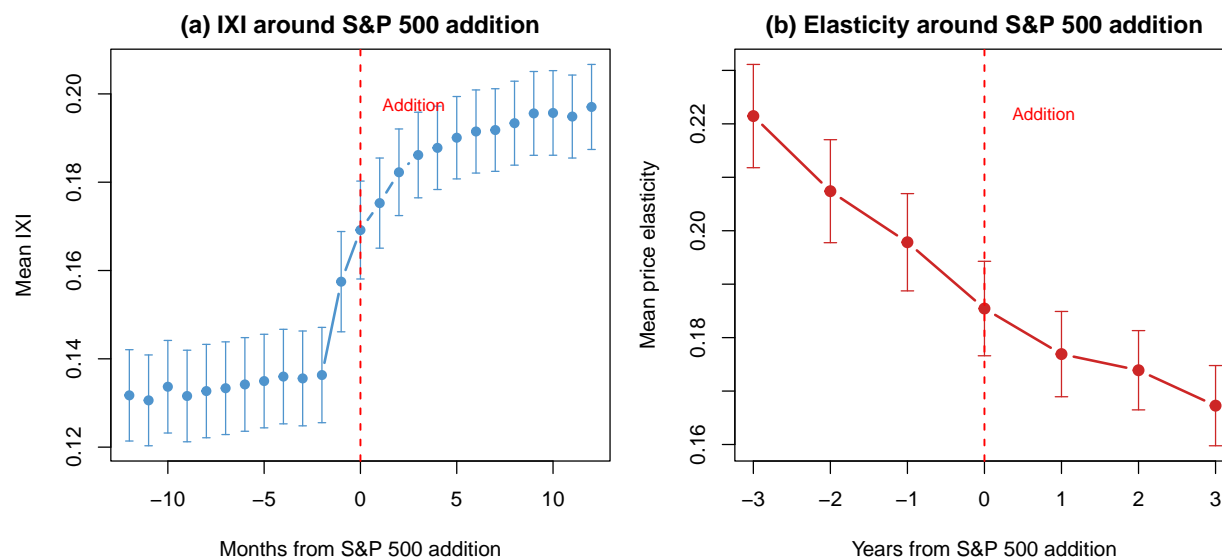 (a) IXI around S&P 500 addition
Mean IXI
0.20
0.18
0.16
0.14
0.12
Addition
−10
−5
0
5
10
Months from S&P 500 addition
(b) Elasticity around S&P 500 addition
Mean price elasticity
0.22
0.20
0.18
0.16
Addition
−3
−2
−1
0
1
2
3
Years from S&P 500 addition